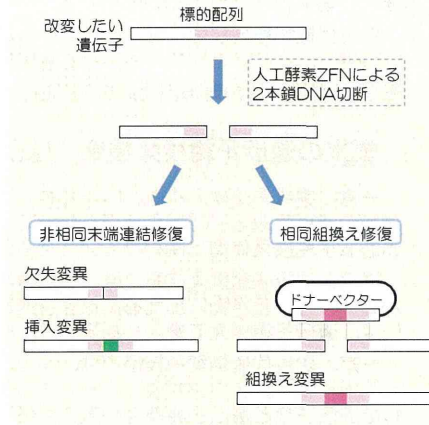 標的配列
改変したい
遺伝子
人工酵素ZFNによる
2本鎖DNA切断
非相同末端連結修復
相同組換え修復
欠失変異
ドナーベクター
挿入変異
組換え変異